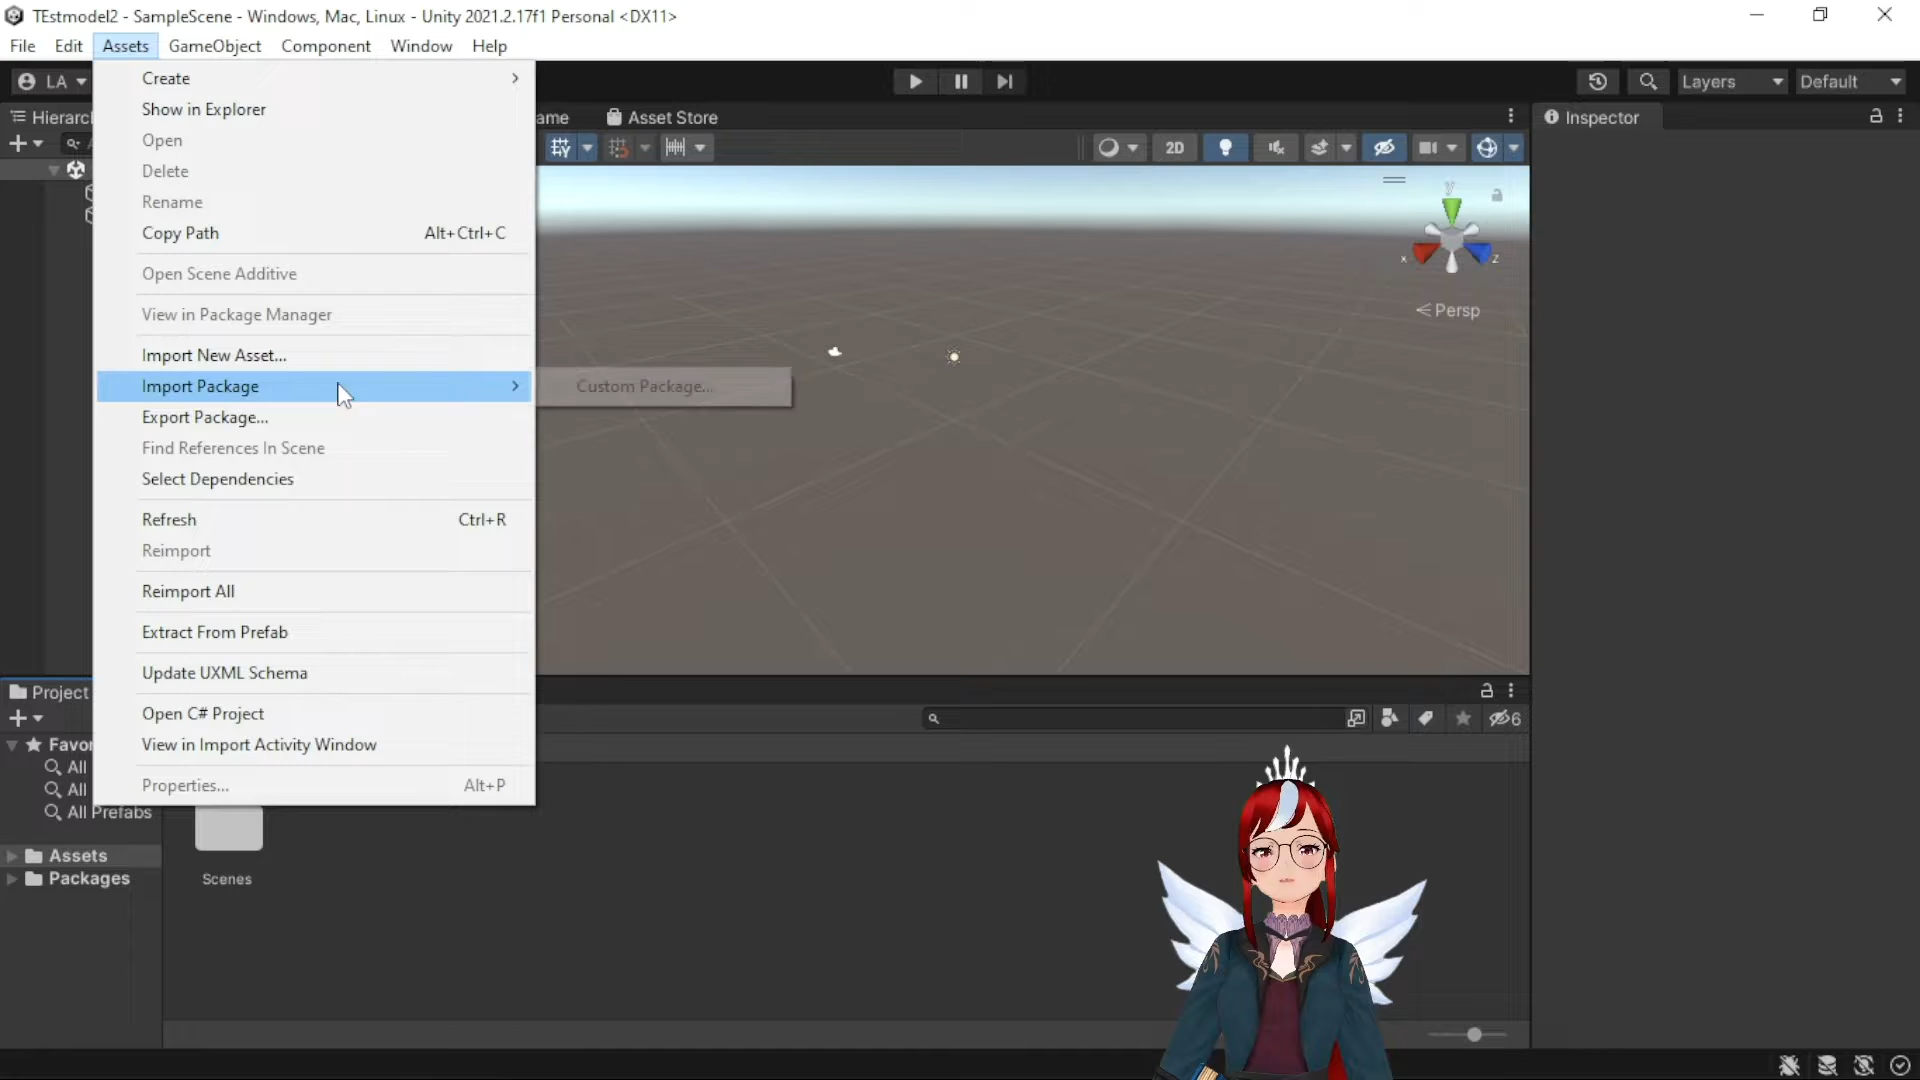 TEstmodel2 - SampleScene - Windows, Mac, Linux - Unity 2021.2.17f1 Personal <DX11>
File Edit Assets GameObject Component Window Help
LA
Layers
Default
Hierarc
ame
Asset Store
Inspector
2D
Create
Show in Explorer
Open
Delete
Rename
Copy Path Alt+Ctrl+C
Open Scene Additive
View in Package Manager
Import New Asset...
Import Package
Custom Package...
Export Package...
Find References In Scene
Select Dependencies
Refresh Ctrl+R
Reimport
Reimport All
Extract From Prefab
Update UXML Schema
Open C# Project
View in Import Activity Window
Properties... Alt+P
y
x
z
Persp
Project
6
Favor
All
All
All Prefabs
Assets
Packages
Scenes